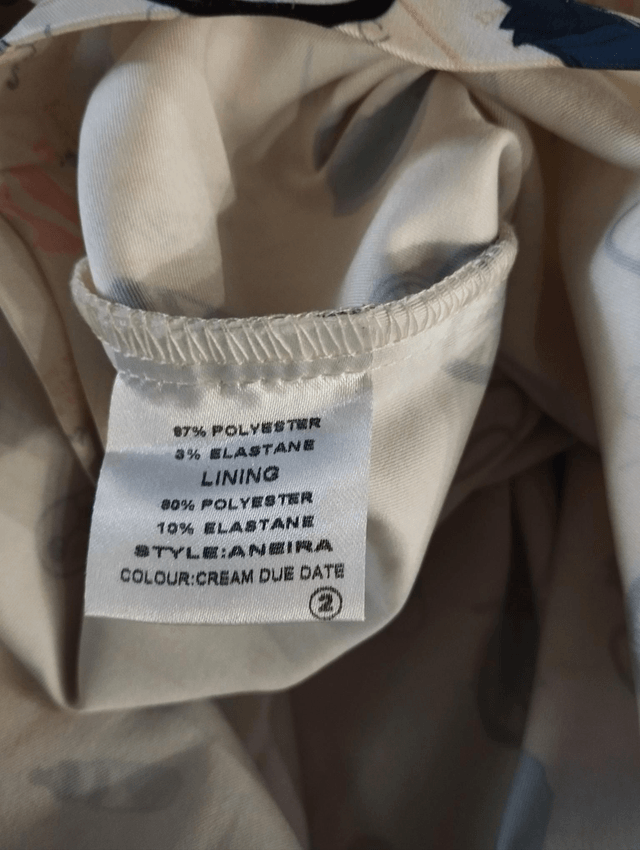 97% POLYESTER
3% ELASTANE
LINING
90% POLYESTER
10% ELASTANE
STYLE:ANEIRA
COLOUR:CREAM DUE DATE
2